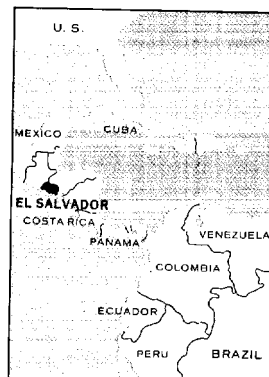 U. S.
CUBA
MEXICO
EL SALVADOR
COSTA RICA
PANAMA
VENEZUELA
COLOMBIA
ECUADOR
PERU
BRAZIL